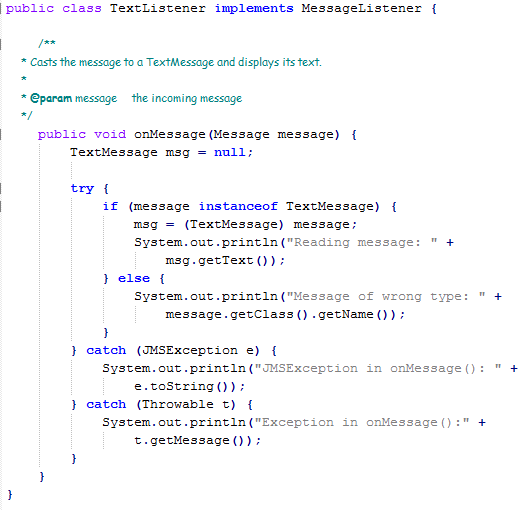 public class TextListener implements MessageListener {
/**
* Casts the message to a TextMessage and displays its text.
*
* @param message the incoming message
*/
public void onMessage(Message message) {
TextMessage msg = null;
try {
if (message instanceof TextMessage) {
msg = (TextMessage) message;
System.out.println("Reading message: " +
msg.getText());
} else {
System.out.println("Message of wrong type: " +
message.getClass().getName());
}
} catch (JMSException e) {
System.out.println("JMSException in onMessage(): " +
e.toString());
} catch (Throwable t) {
System.out.println("Exception in onMessage():" +
t.getMessage());
}
}
}